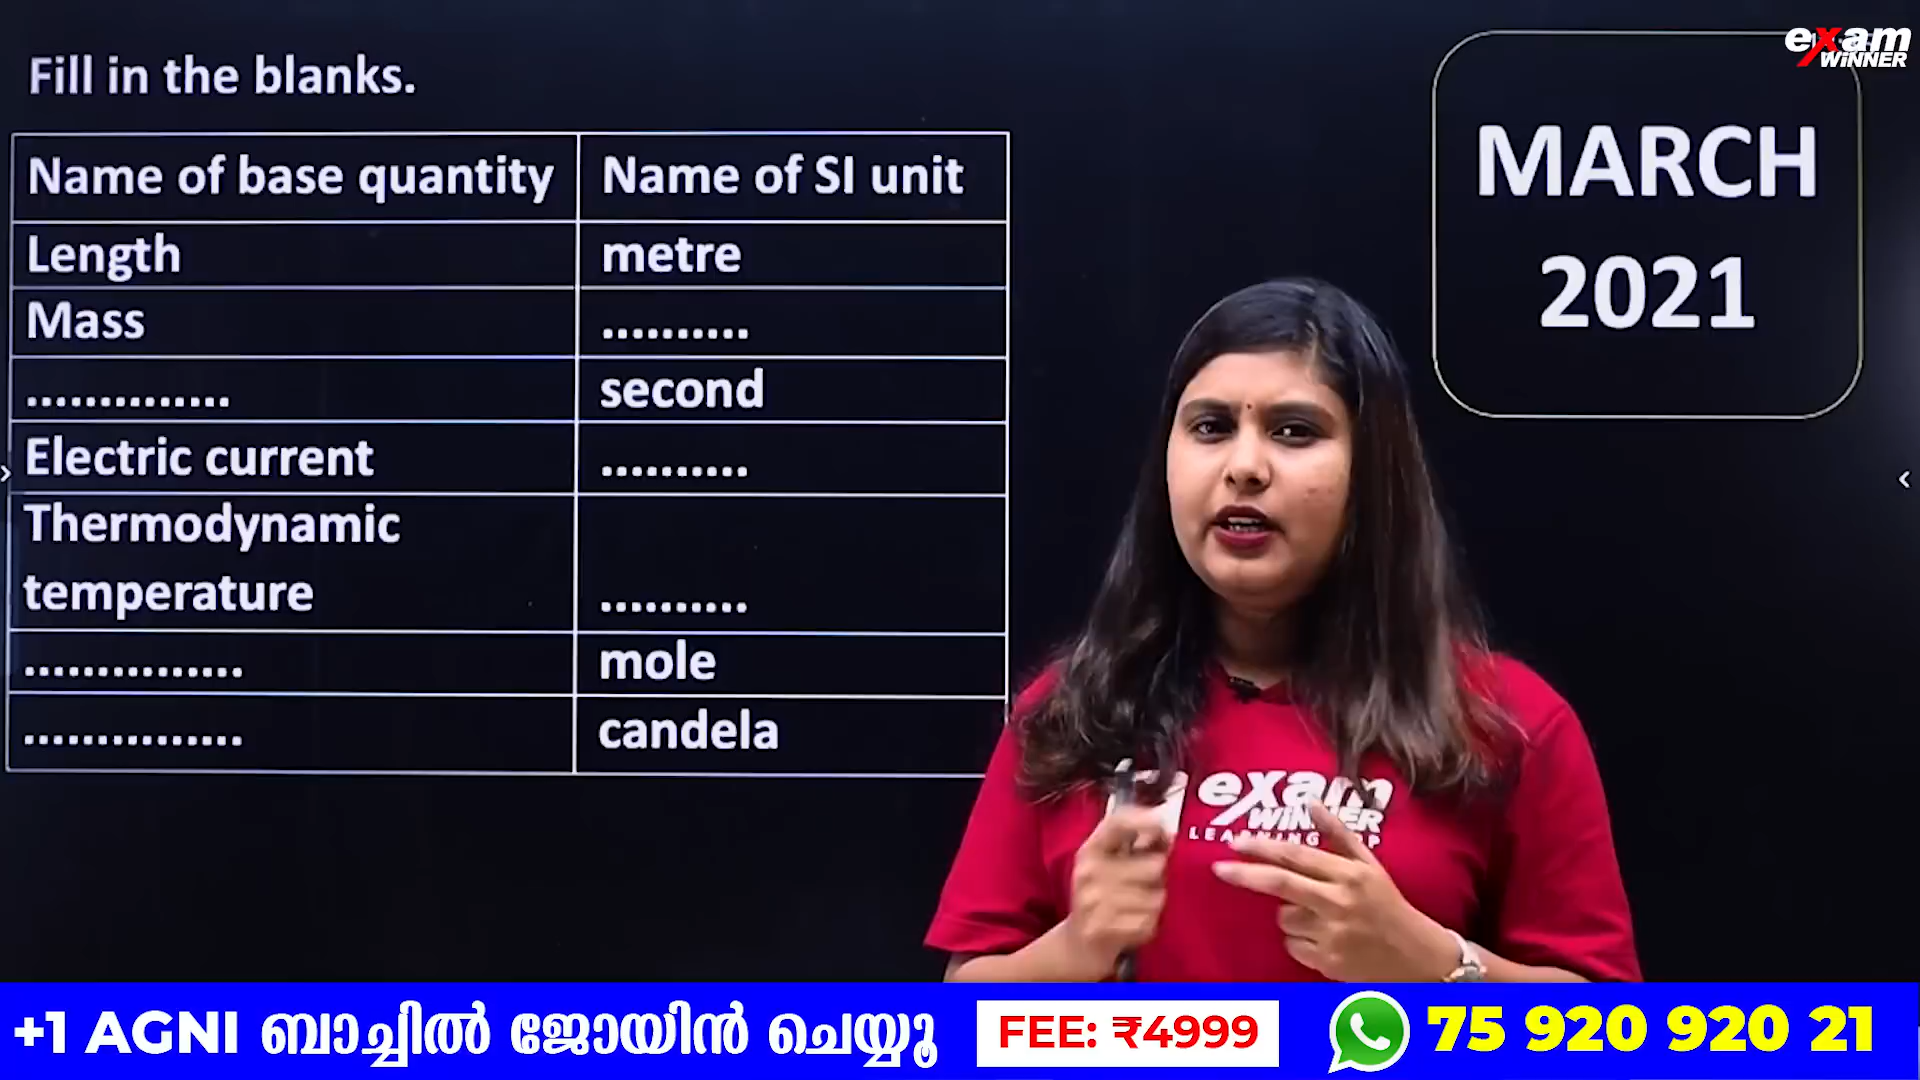 exam
WINNER
Fill in the blanks.
MARCH
2021
Name of base quantity Name of SI unit
Length metre
Mass ..........
.............. second
Electric current ..........
Thermodynamic
temperature ..........
............... mole
............... candela
exam
WINNER
+1 AGNI ബാച്ചിൽ ജോയിൻ ചെയ്യൂ FEE: ₹4999 75 920 920 21